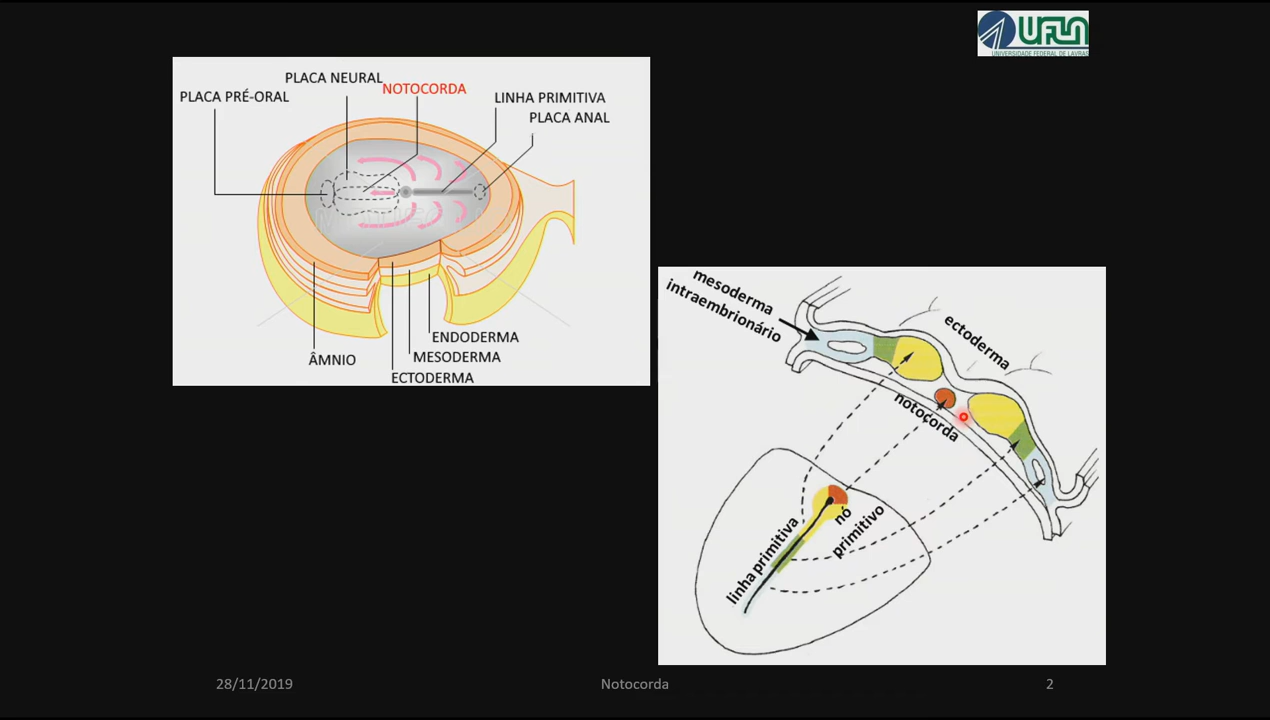 UFLA
UNIVERSIDADE FEDERAL DE LAVRAS
PLACA NEURAL
NOTOCORDA
PLACA PRÉ-ORAL
LINHA PRIMITIVA
PLACA ANAL
ENDODERMA
MESODERMA
ÂMNIO
ECTODERMA
mesoderma
intraembrionário
ectoderma
notocorda
nó
primitivo
linha primitiva
28/11/2019
Notocorda
2